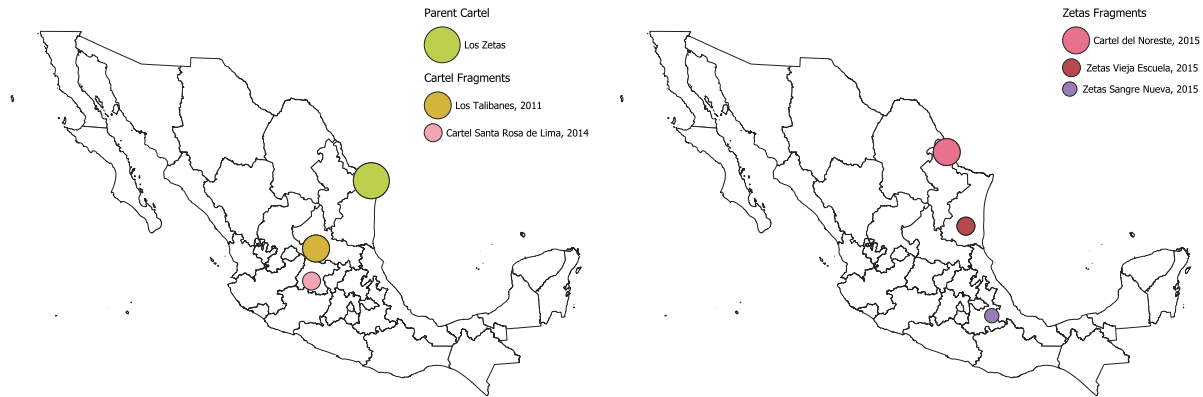 Parent Cartel
Los Zetas
Cartel Fragments
Los Talibanes, 2011
Cartel Santa Rosa de Lima, 2014
Zetas Fragments
Cartel del Noreste, 2015
Zetas Vieja Escuela, 2015
Zetas Sangre Nueva, 2015